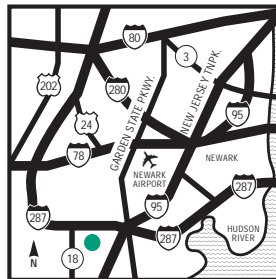 80
3
202
280
GARDEN STATE PKWY.
NEW JERSEY TNPK.
95
24
78
NEWARK
NEWARK
AIRPORT
287
95
287
287
HUDSON
RIVER
18
N